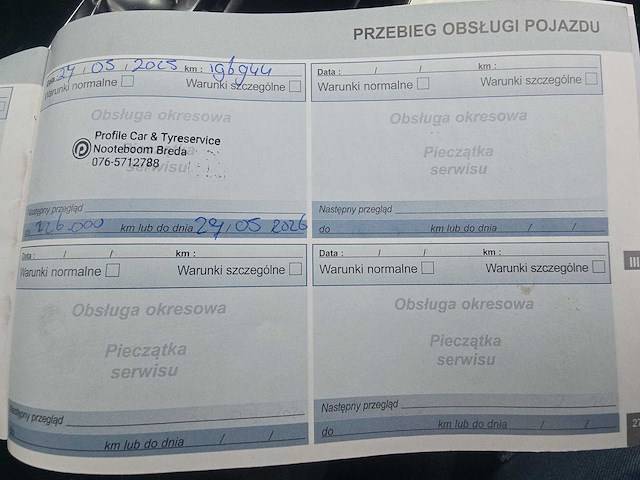 PRZEBIEG OBSŁUGI POJAZDU
Data : 29 / 05 / 2025 km : 196944
Warunki normalne Warunki szczególne
Obsługa okresowa
Profile Car & Tyreservice
Nooteboom Breda
076-5712788
serwisu
Następny przegląd
do 226.000 km lub do dnia 29 / 05 2026
Data : / / km :
Warunki normalne Warunki szczególne
Obsługa okresowa
Pieczątka
serwisu
Następny przegląd
do km lub do dnia / /
Data : / / km :
Warunki normalne Warunki szczególne
Obsługa okresowa
Pieczątka
serwisu
Następny przegląd
km lub do dnia / /
Data : / / km :
Warunki normalne Warunki szczególne
Obsługa okresowa
Pieczątka
serwisu
Następny przegląd
do km lub do dnia / /
III
27